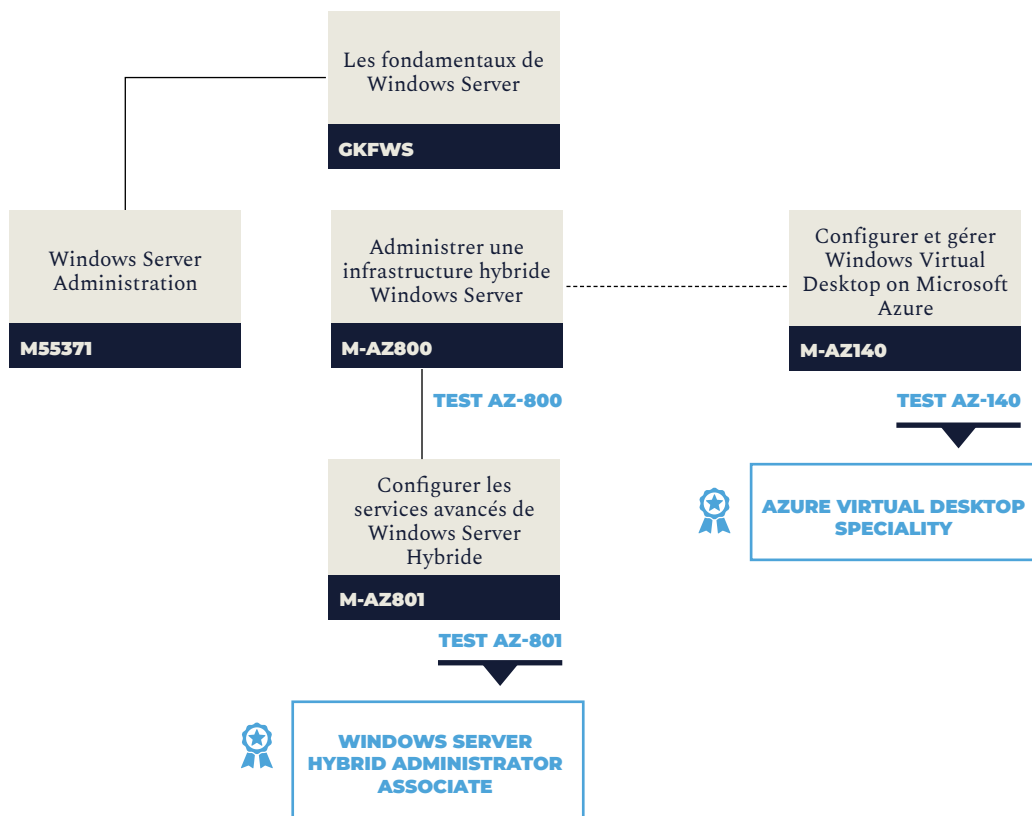 Les fondamentaux de
Windows Server
GKFWS
Windows Server
Administration
M55371
Administrer une
infrastructure hybride
Windows Server
M-AZ800
Configurer et gérer
Windows Virtual
Desktop on Microsoft
Azure
M-AZ140
TEST AZ-800
TEST AZ-140
Configurer les
services avancés de
Windows Server
Hybride
M-AZ801
AZURE VIRTUAL DESKTOP
SPECIALITY
TEST AZ-801
WINDOWS SERVER
HYBRID ADMINISTRATOR
ASSOCIATE